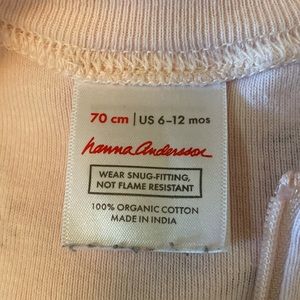 70 cm | US 6-12 mos
hanna andersson
WEAR SNUG-FITTING,
NOT FLAME RESISTANT
100% ORGANIC COTTON
MADE IN INDIA